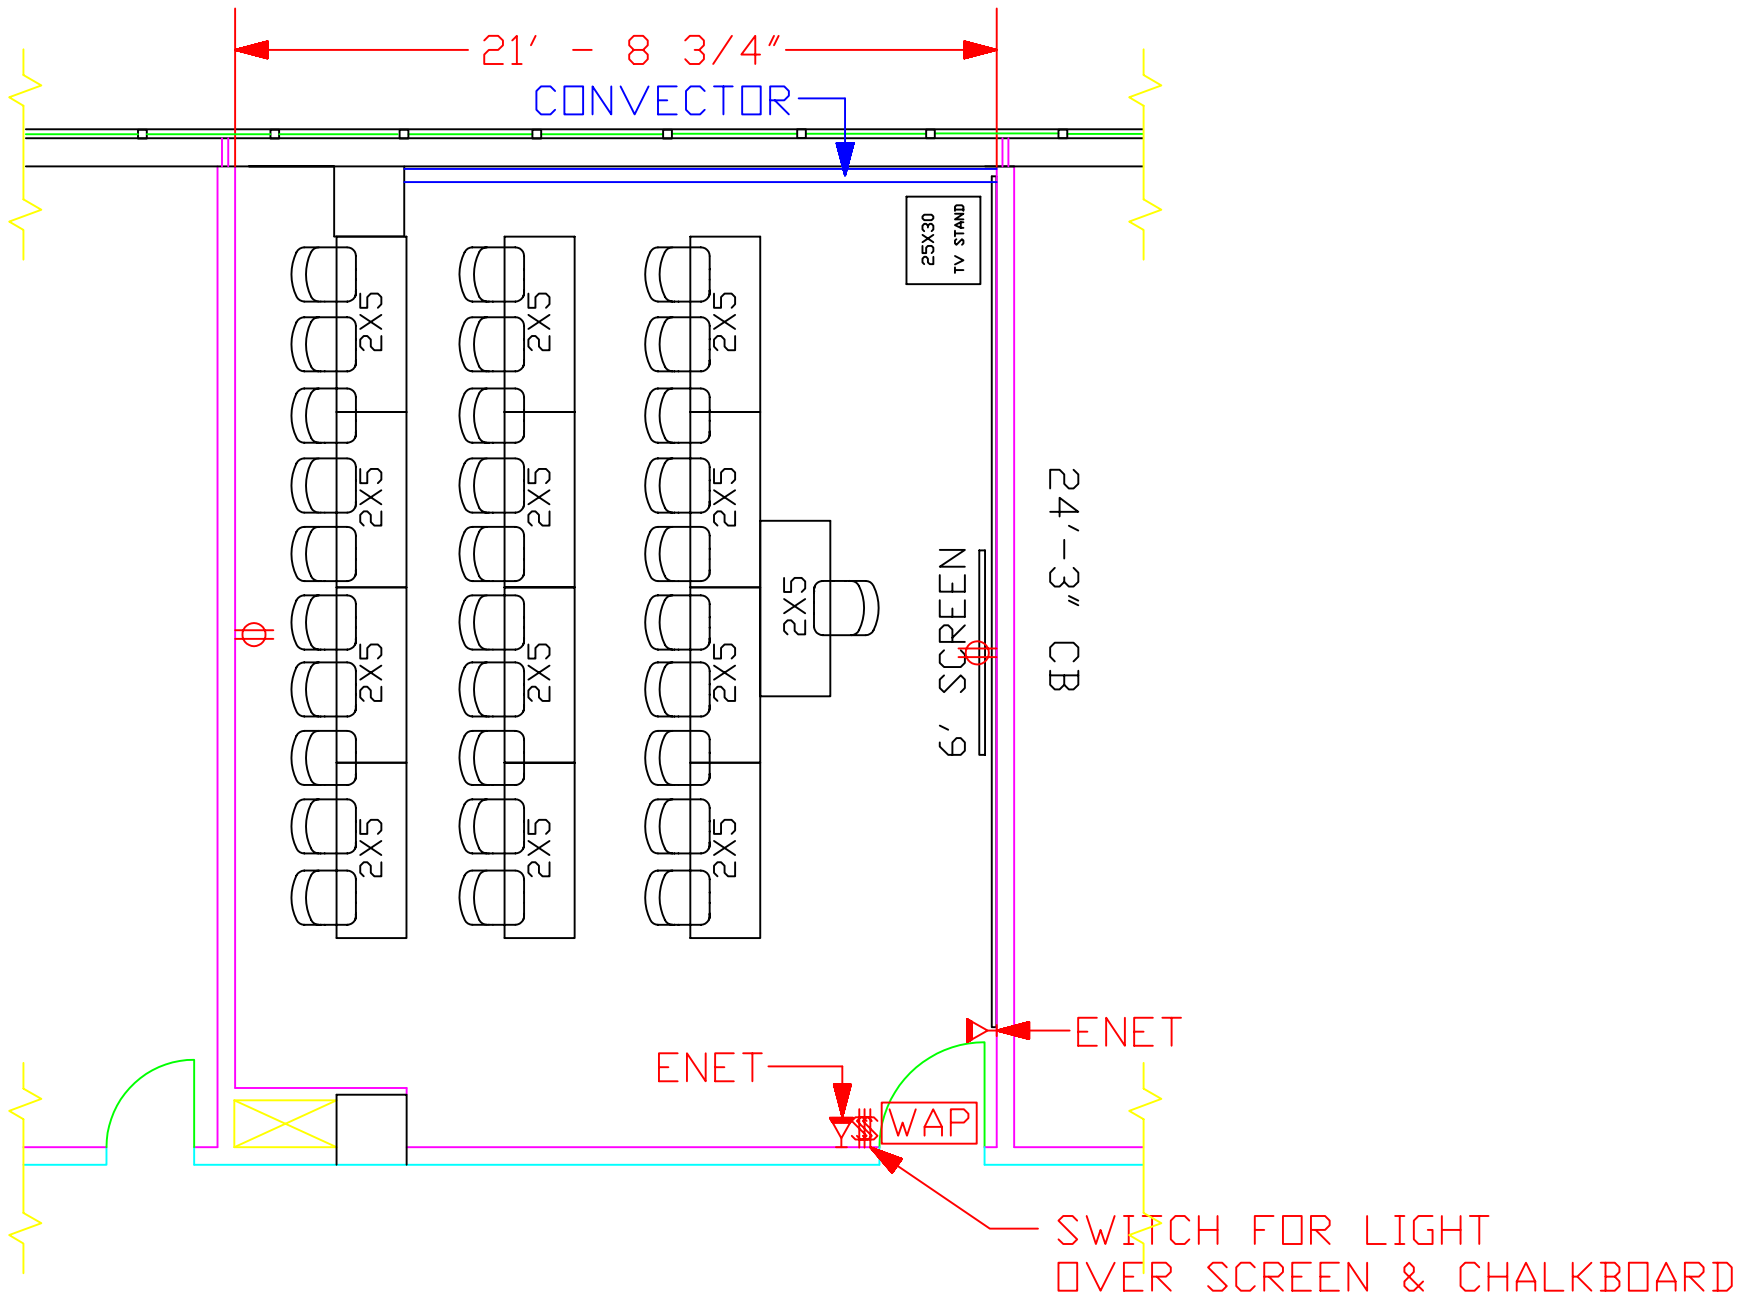 21' - 8 3/4"
CONVECTOR
25X30
TV STAND
2X5
2X5
2X5
2X5
2X5
2X5
2X5
2X5
2X5
2X5
2X5
2X5
2X5
6' SCREEN
24'-3" CB
ENET
ENET
WAP
SWITCH FOR LIGHT
OVER SCREEN & CHALKBOARD